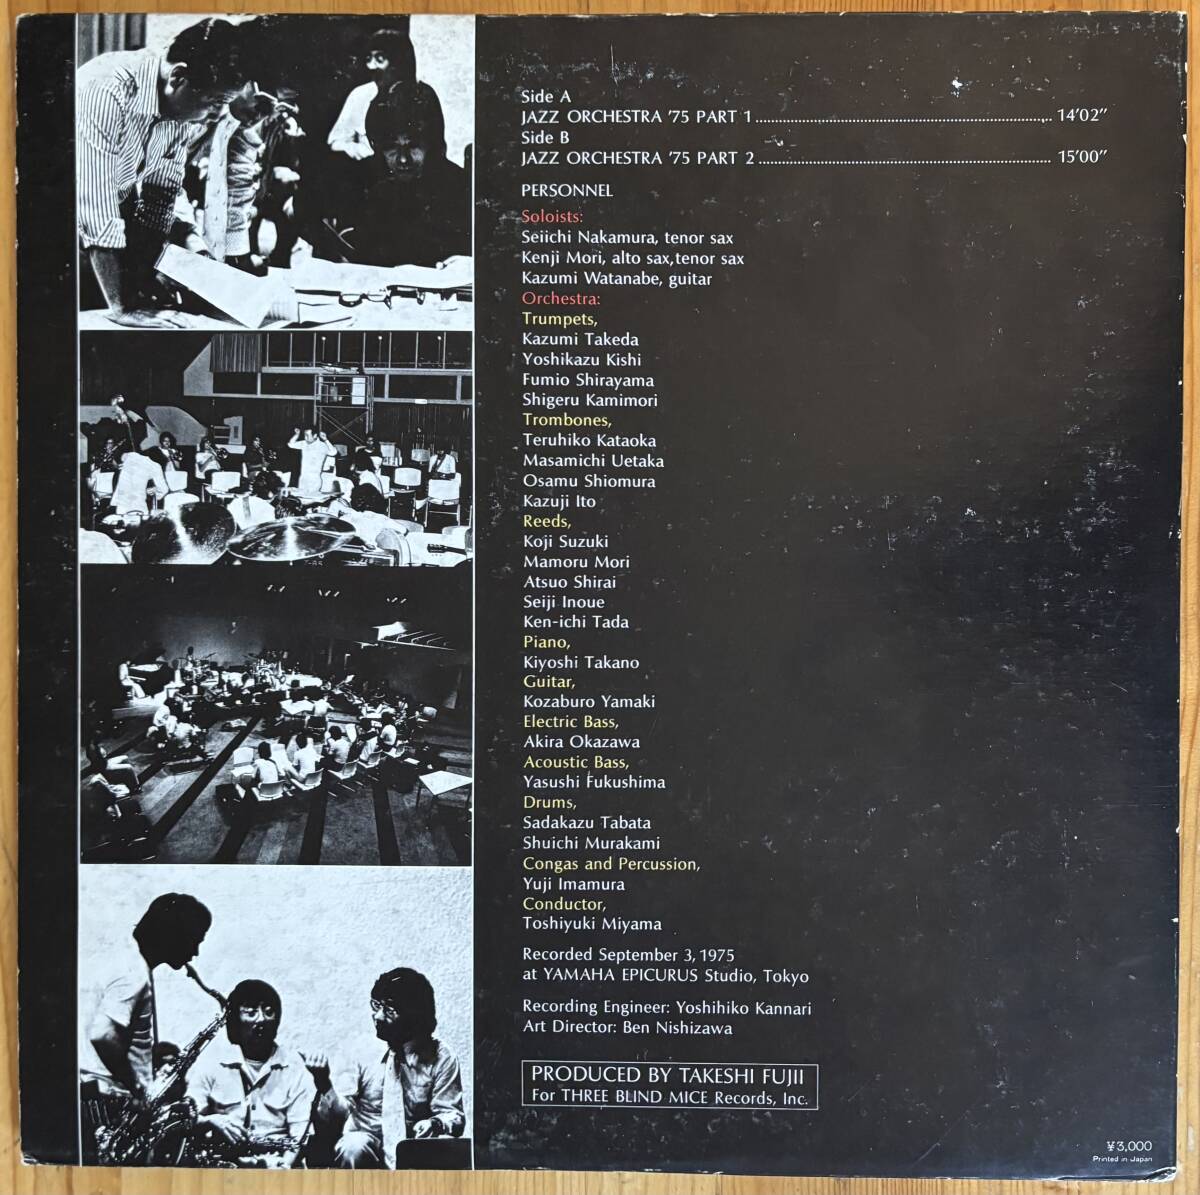 Side A
JAZZ ORCHESTRA '75 PART 1 ........ 14'02"
Side B
JAZZ ORCHESTRA '75 PART 2 ........ 15'00"
PERSONNEL
Soloists:
Seiichi Nakamura, tenor sax
Kenji Mori, alto sax,tenor sax
Kazumi Watanabe, guitar
Orchestra:
Trumpets,
Kazumi Takeda
Yoshikazu Kishi
Fumio Shirayama
Shigeru Kamimori
Trombones,
Teruhiko Kataoka
Masamichi Uetaka
Osamu Shiomura
Kazuji Ito
Reeds,
Koji Suzuki
Mamoru Mori
Atsuo Shirai
Seiji Inoue
Ken-ichi Tada
Piano,
Kiyoshi Takano
Guitar,
Kozaburo Yamaki
Electric Bass,
Akira Okazawa
Acoustic Bass,
Yasushi Fukushima
Drums,
Sadakazu Tabata
Shuichi Murakami
Congas and Percussion,
Yuji Imamura
Conductor,
Toshiyuki Miyama
Recorded September 3, 1975
at YAMAHA EPICURUS Studio, Tokyo
Recording Engineer: Yoshihiko Kannari
Art Director: Ben Nishizawa
PRODUCED BY TAKESHI FUJII
For THREE BLIND MICE Records, Inc.
¥3,000
Printed in Japan